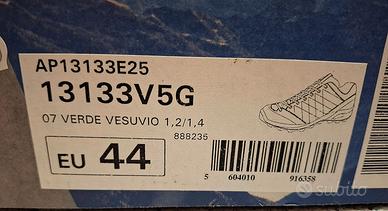 AP13133E25
13133V5G
07 VERDE VESUVIO 1,2/1,4
888235
EU 44
5 604010 916358
subito